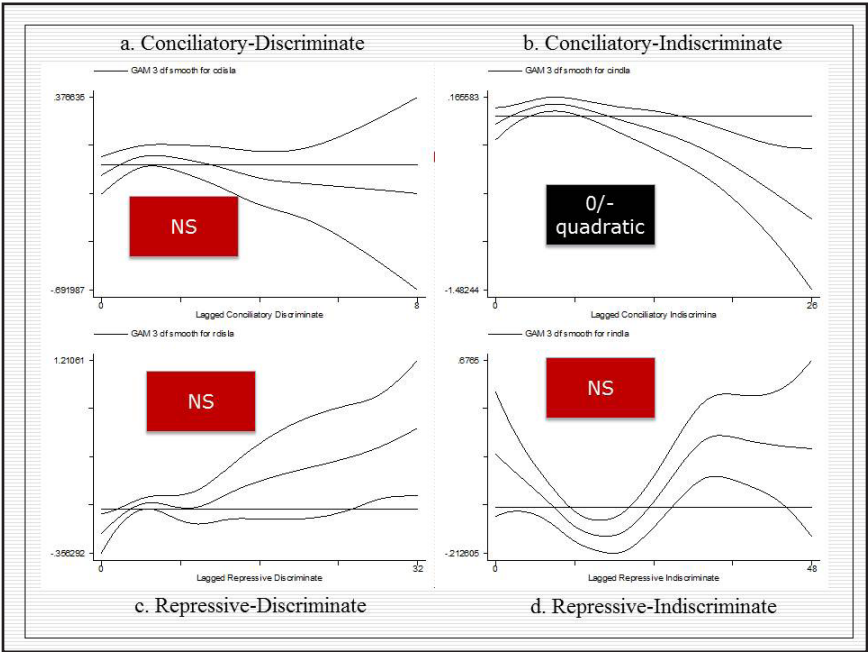 a. Conciliatory-Discriminate
b. Conciliatory-Indiscriminate
GAM 3 df smooth for cdisla
.376835
NS
-.691987
0
8
Lagged Conciliatory Discriminate
GAM 3 df smooth for cindla
.165583
0/-
quadratic
-1.48244
0
26
Lagged Conciliatory Indiscrimina
GAM 3 df smooth for rdisla
1.21061
NS
-.356292
0
32
Lagged Repressive Discriminate
GAM 3 df smooth for rindla
.6765
NS
-.212605
0
48
Lagged Repressive Indiscriminate
c. Repressive-Discriminate
d. Repressive-Indiscriminate